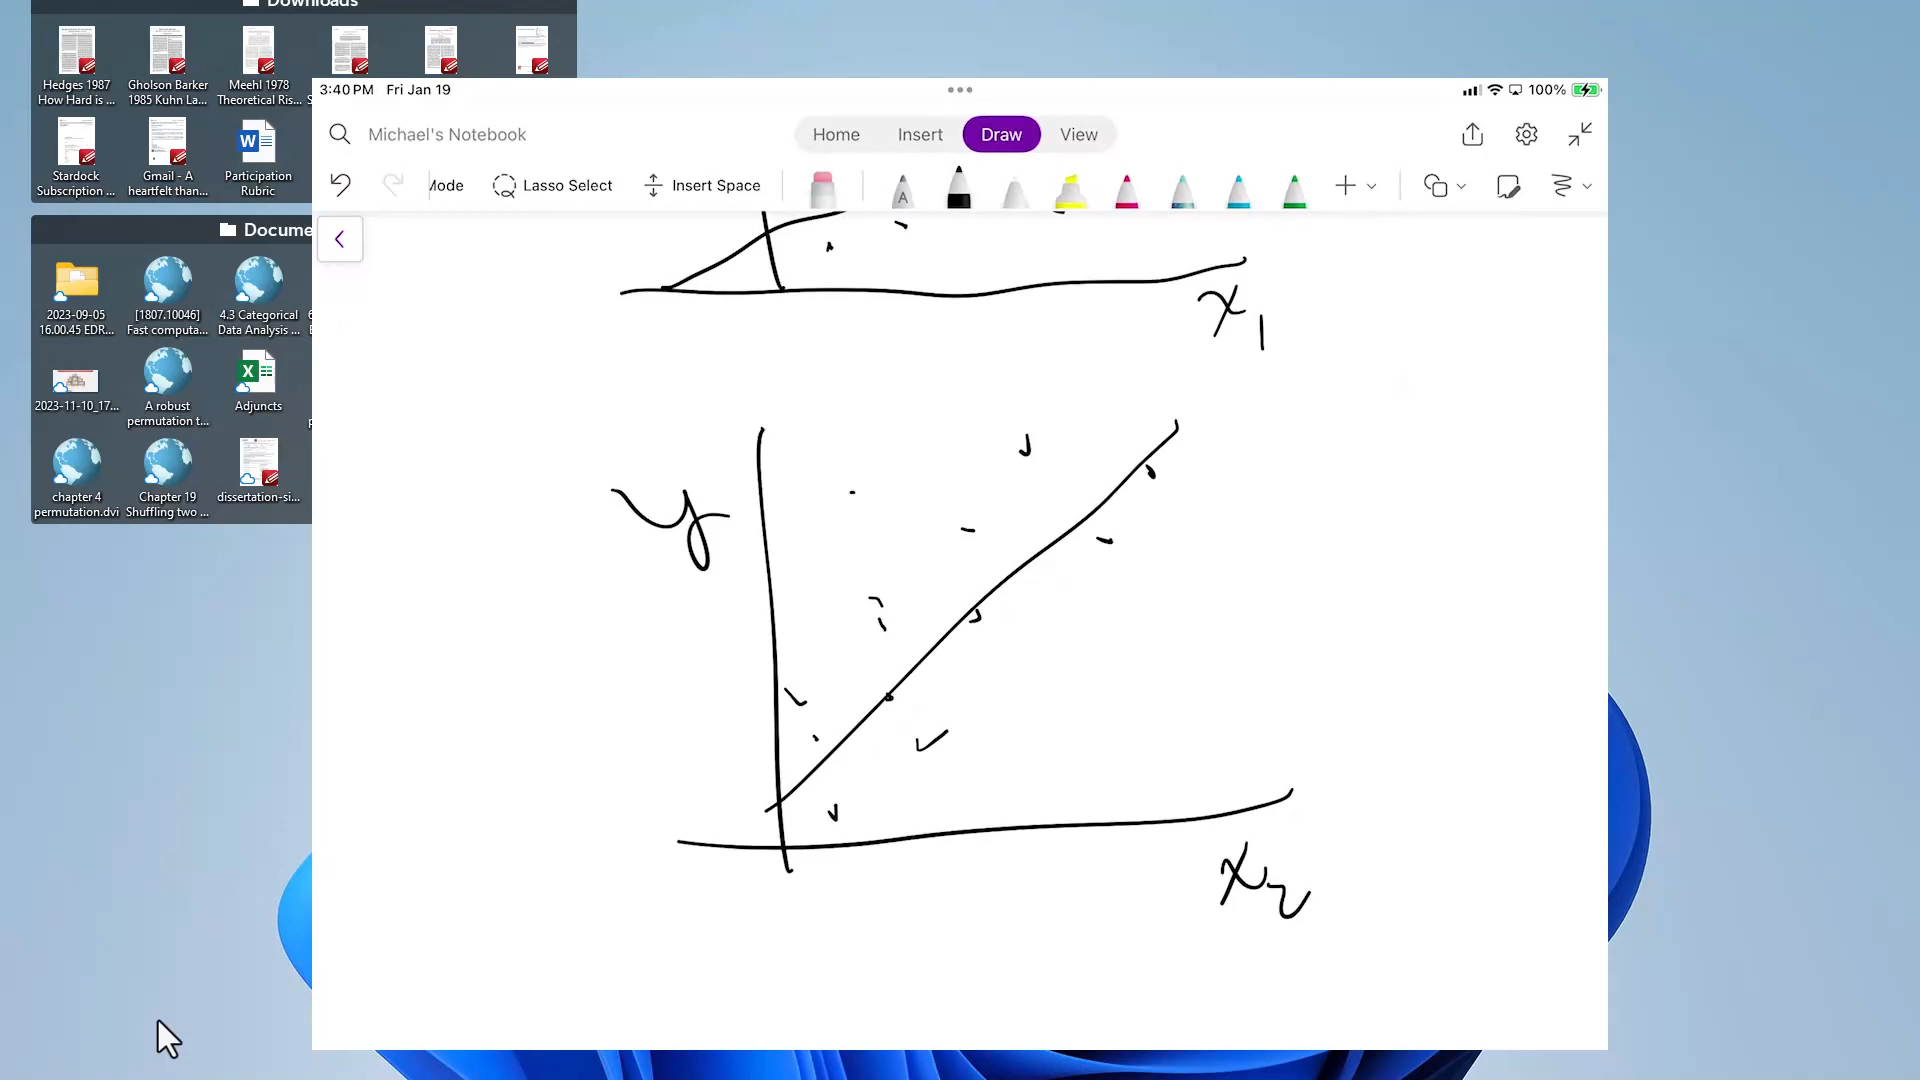 Downloads
Hedges 1987 How Hard is ...
Gholson Barker 1985 Kuhn La...
Meehl 1978 Theoretical Ris...
Stardock Subscription ...
Gmail - A heartfelt than...
Participation Rubric
Docume
2023-09-05 16.00.45 EDR...
[1807.10046] Fast computa...
4.3 Categorical Data Analysis ...
2023-11-10_17...
A robust permutation t...
Adjuncts
chapter 4 permutation.dvi
Chapter 19 Shuffling two ...
dissertation-si...
3:40 PM Fri Jan 19
100%
Michael's Notebook
Home Insert Draw View
Mode Lasso Select Insert Space
x1
y
x2